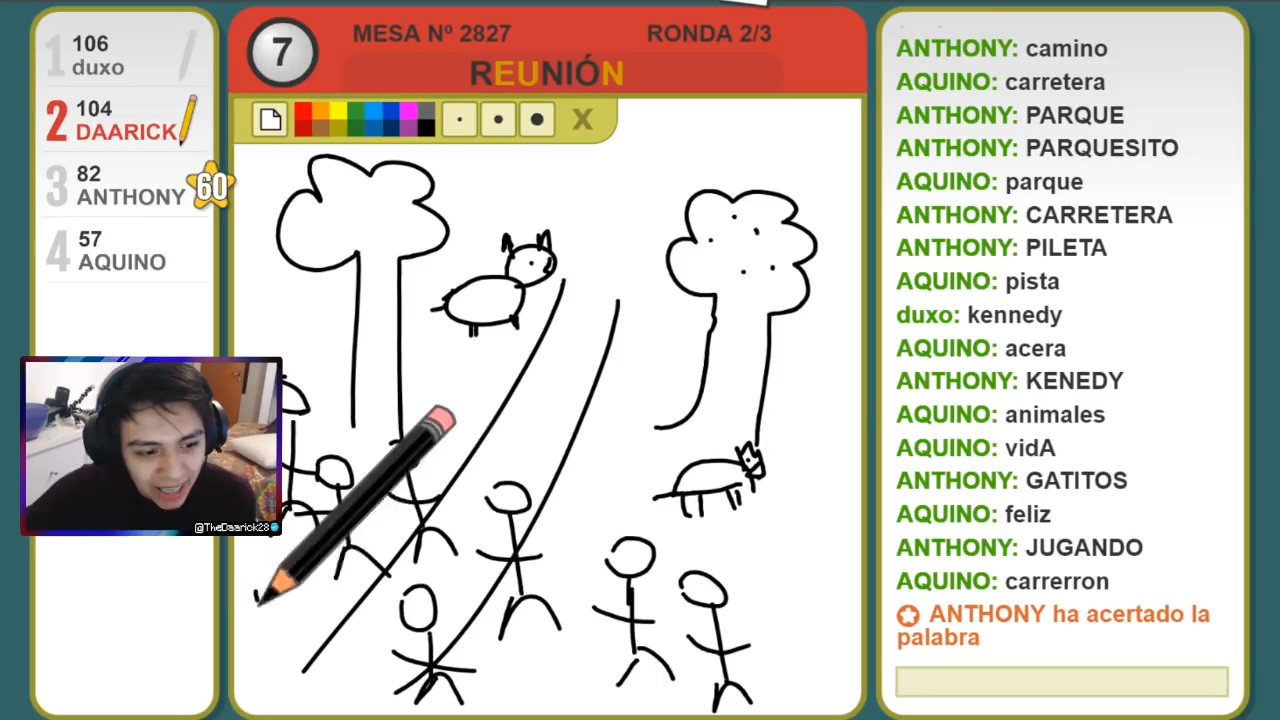 1 106
duxo
2 104
DAARICK
3 82
ANTHONY 60
4 57
AQUINO
@TheDaarick28
7
MESA Nº 2827
RONDA 2/3
REUNIÓN
X
ANTHONY: camino
AQUINO: carretera
ANTHONY: PARQUE
ANTHONY: PARQUESITO
AQUINO: parque
ANTHONY: CARRETERA
ANTHONY: PILETA
AQUINO: pista
duxo: kennedy
AQUINO: acera
ANTHONY: KENEDY
AQUINO: animales
AQUINO: vidA
ANTHONY: GATITOS
AQUINO: feliz
ANTHONY: JUGANDO
AQUINO: carrerron
ANTHONY ha acertado la
palabra